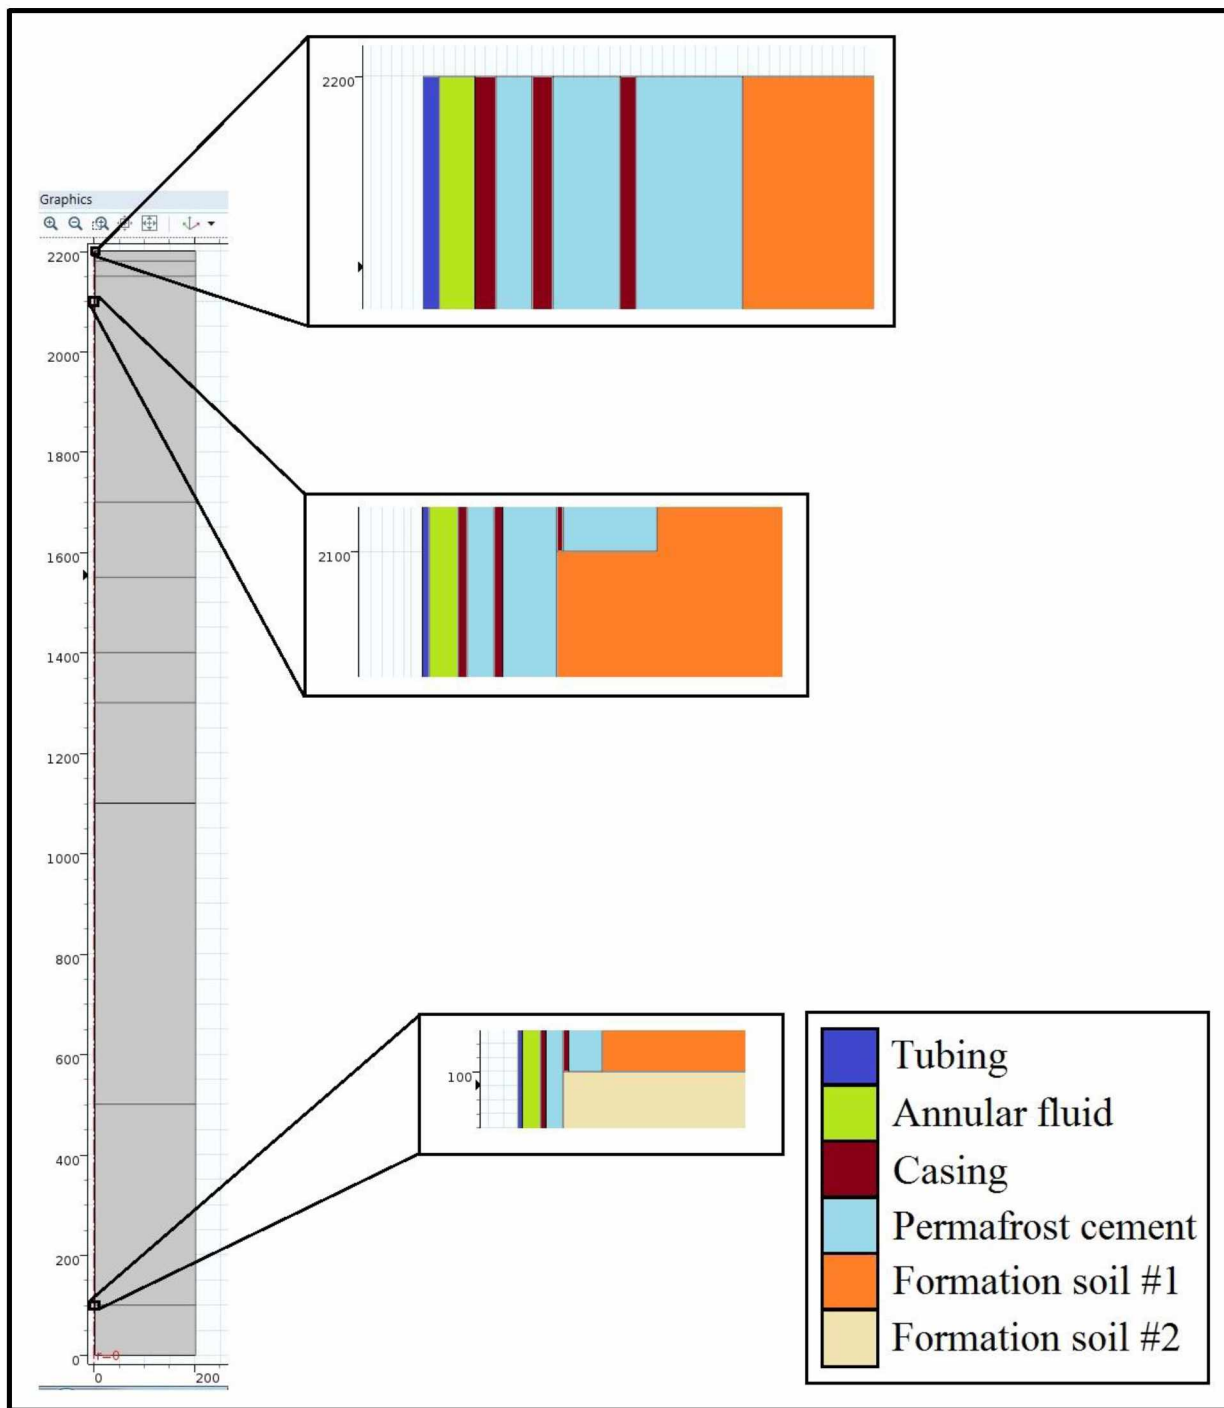 2200
Graphics
2200
2000
1800
1600
1400
1200
1000
800
600
400
200
0
r=0
0
200
2100
100
Tubing
Annular fluid
Casing
Permafrost cement
Formation soil #1
Formation soil #2